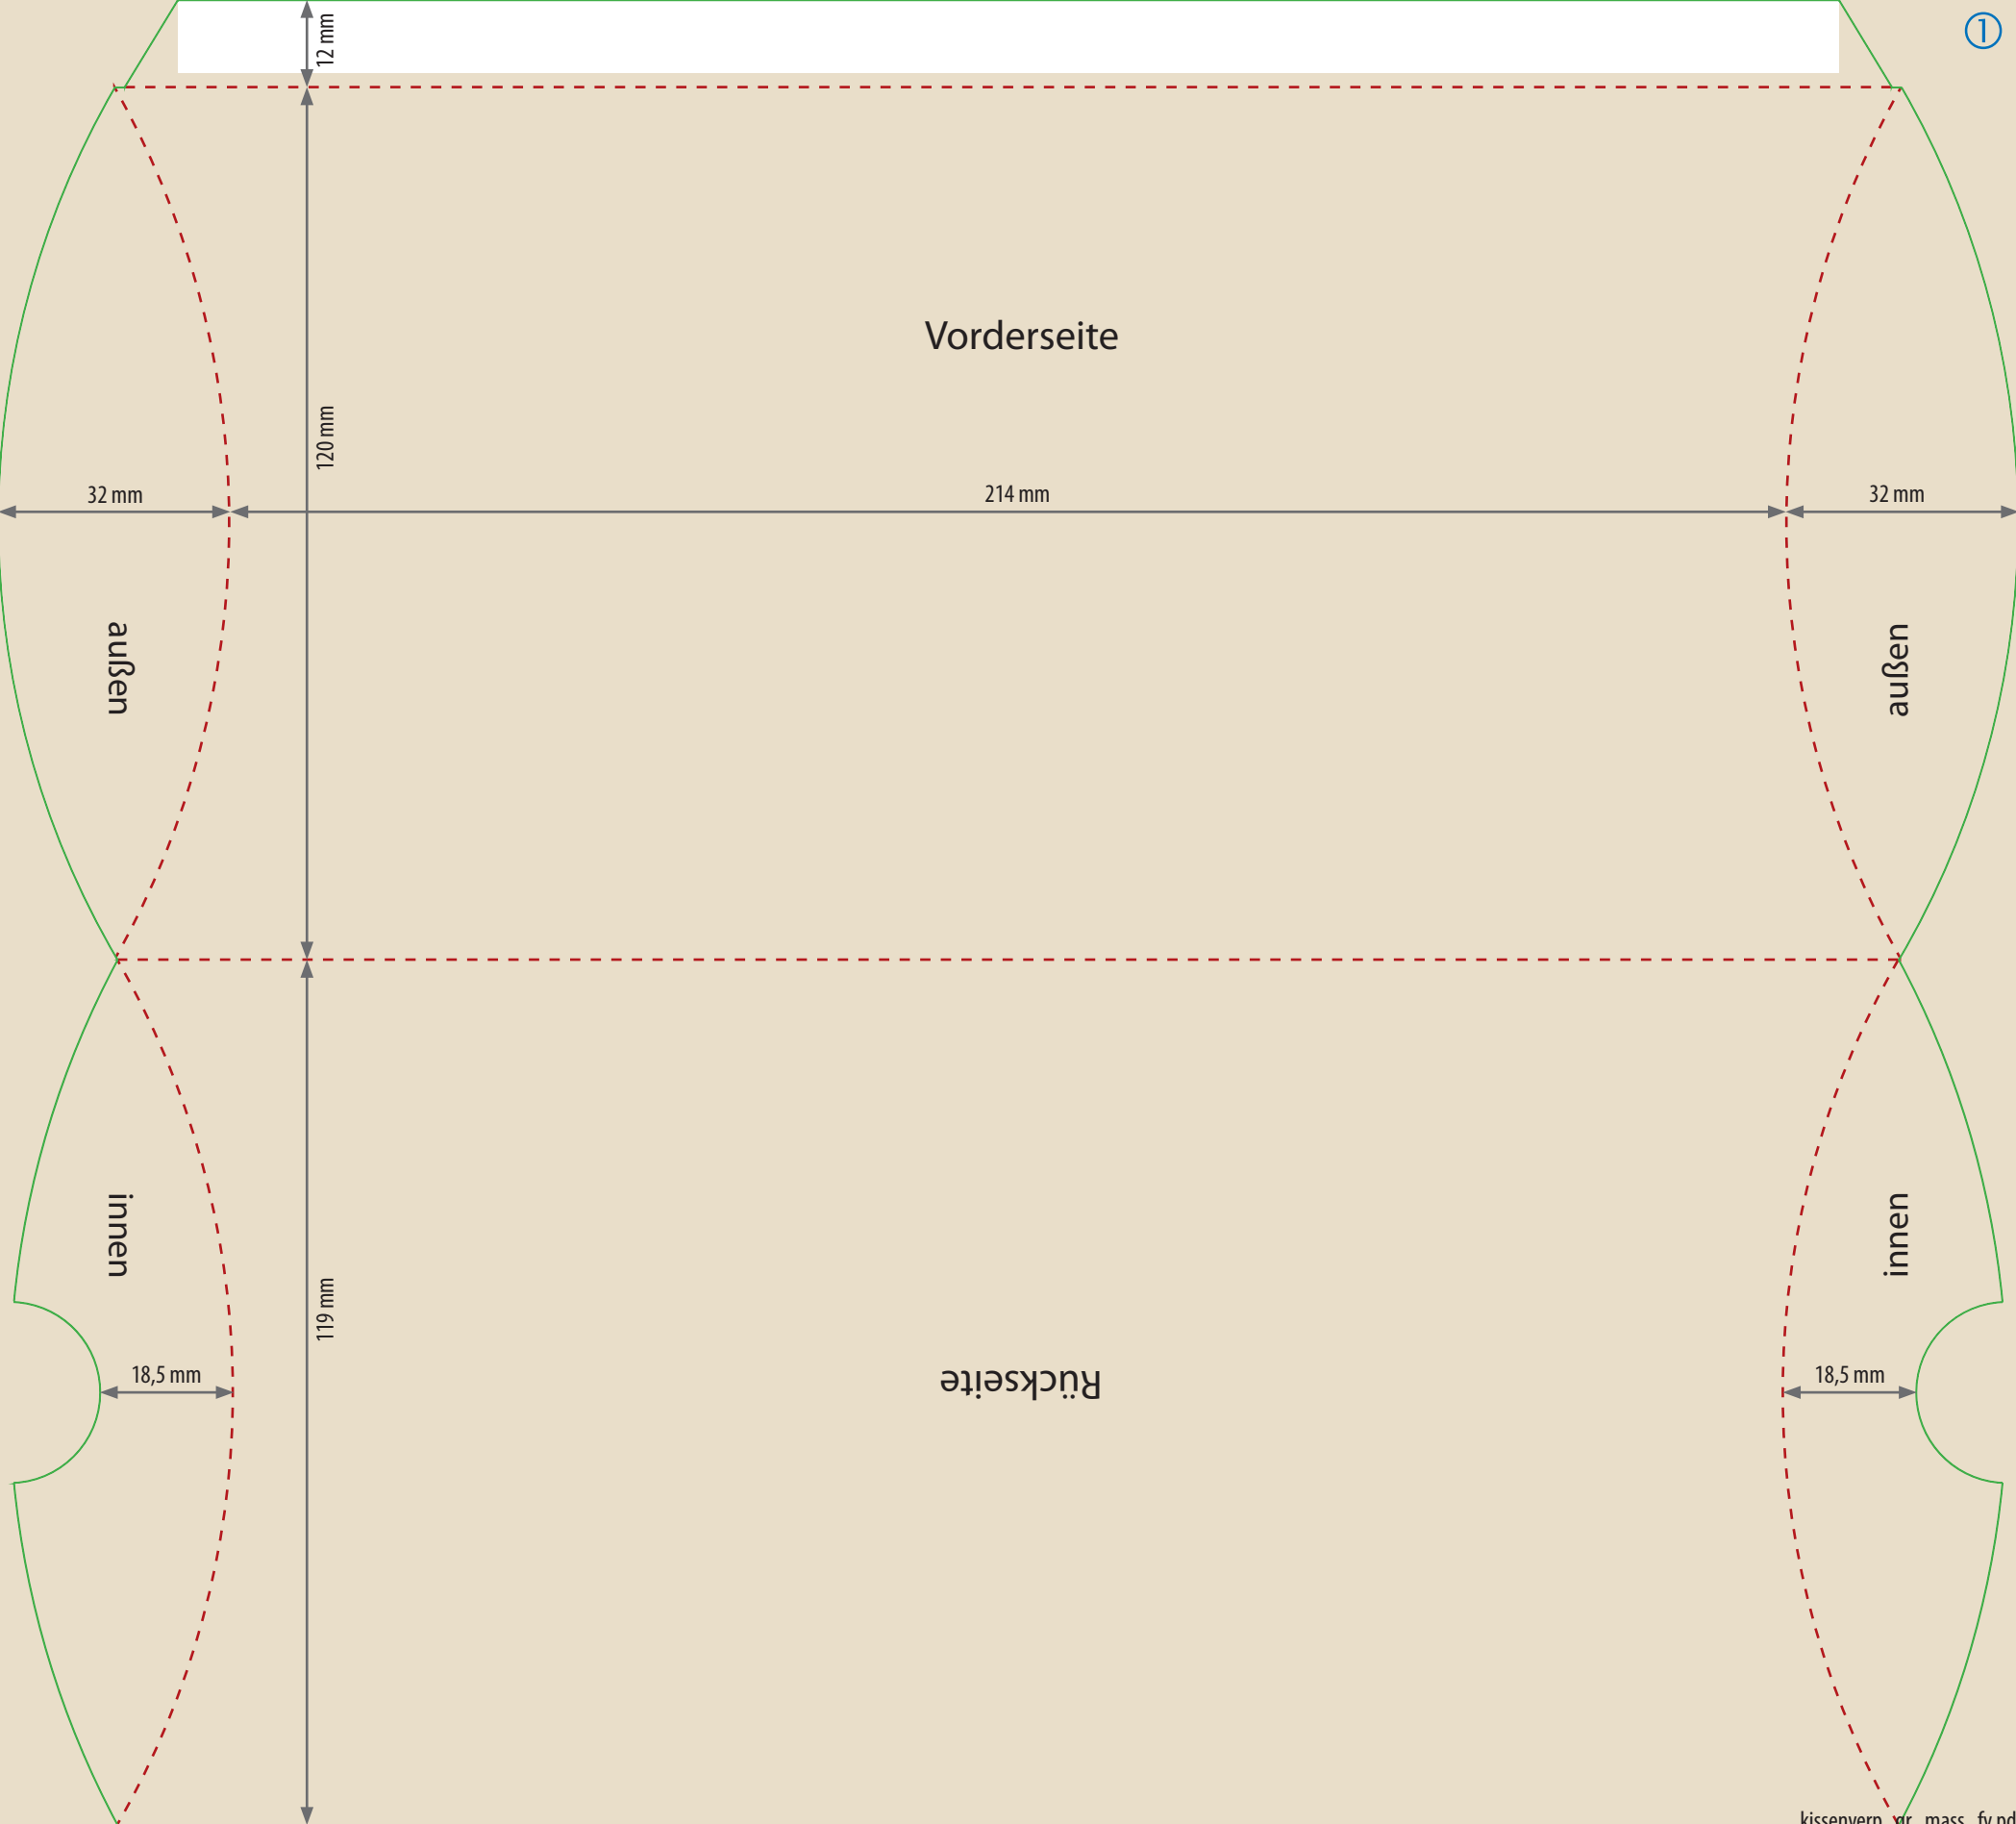 ①
12 mm
Vorderseite
120 mm
32 mm
214 mm
32 mm
außen
außen
innen
innen
119 mm
18,5 mm
Rückseite
18,5 mm